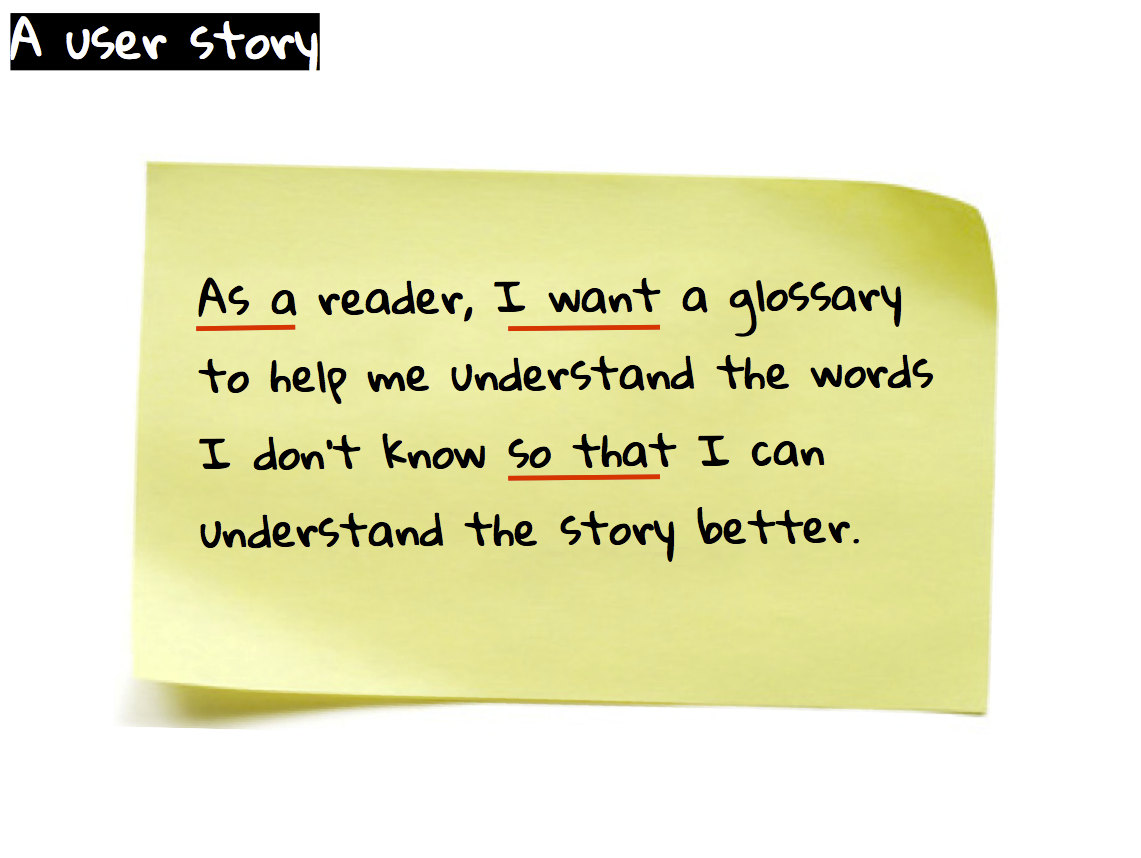 A user story
As a reader, I want a glossary
to help me understand the words
I don't know so that I can
understand the story better.